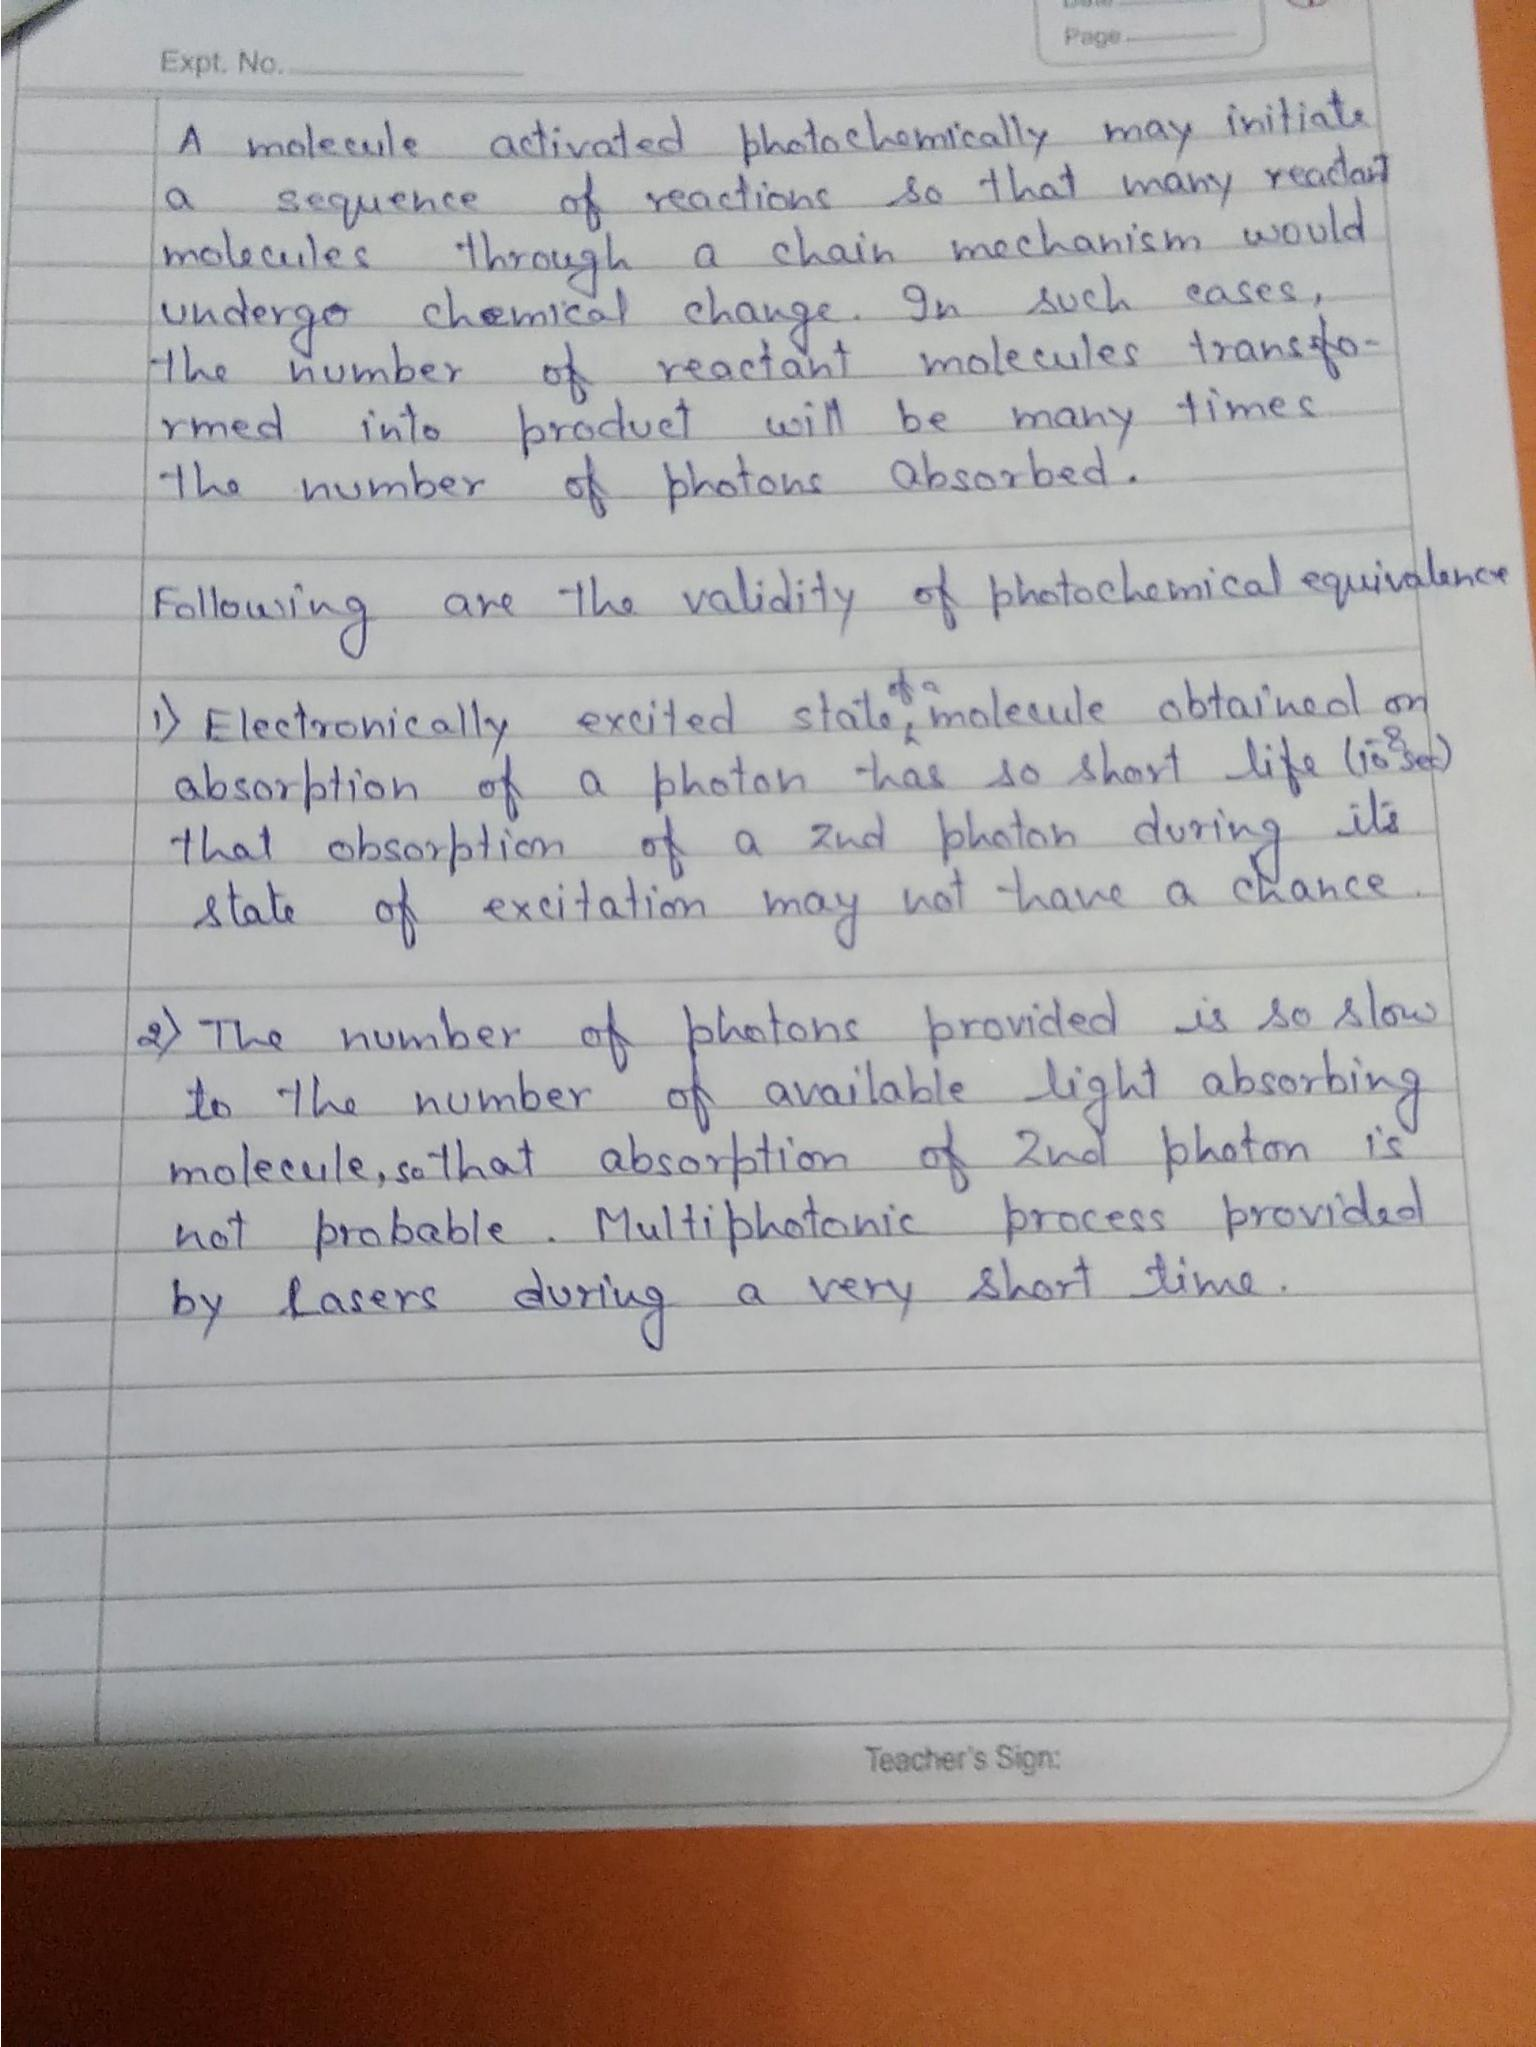 Page
Expt. No.
A molecule activated photochemically may initiate
a sequence of reactions so that many reactant
molecules through a chain mechanism would
undergo chemical change. In such cases,
the number of reactant molecules transfo-
rmed into product will be many times
the number of photons absorbed.
Following are the validity of photochemical equivalence
1) Electronically excited state of a molecule obtained on
absorption of a photon has so short life (10⁻⁸ sec)
that absorption of a 2nd photon during its
state of excitation may not have a chance.
2) The number of photons provided is so slow
to the number of available light absorbing
molecule, so that absorption of 2nd photon is
not probable. Multiphotonic process provided
by Lasers during a very short time.
Teacher's Sign: